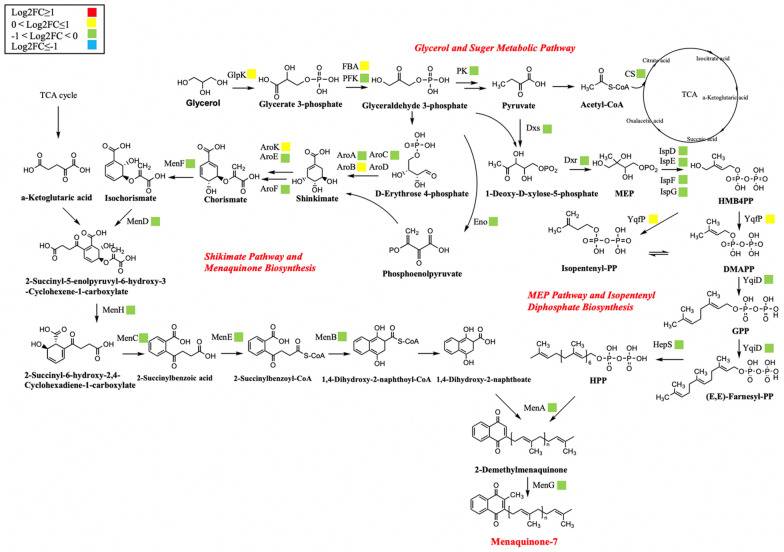 Log2FC≥1
0 < Log2FC≤1
-1 < Log2FC < 0
Log2FC≤-1
Glycerol and Suger Metabolic Pathway
TCA cycle
Glycerol
GlpK
Glycerate 3-phosphate
FBA
PFK
Glyceraldehyde 3-phosphate
PK
Pyruvate
Acetyl-CoA
CS
Citrate acid
Isocitrate acid
TCA
a-Ketoglutaric acid
Succinic acid
Oxaloacetic acid
a-Ketoglutaric acid
Isochorismate
MenF
Chorismate
AroK
AroE
AroF
Shinkimate
AroA
AroC
AroB
AroD
D-Erythrose 4-phosphate
Dxs
1-Deoxy-D-xylose-5-phosphate
Dxr
MEP
IspD
IspE
IspF
IspG
HMB4PP
MenD
Eno
Phosphoenolpyruvate
Shikimate Pathway and
Menaquinone Biosynthesis
YqfP
YqfP
Isopentenyl-PP
DMAPP
2-Succinyl-5-enolpyruvyl-6-hydroxy-3
-Cyclohexene-1-carboxylate
MEP Pathway and Isopentenyl
Diphosphate Biosynthesis
YqiD
GPP
MenH
2-Succinyl-6-hydroxy-2,4-
Cyclohexadiene-1-carboxylate
MenC
2-Succinylbenzoic acid
MenE
2-Succinylbenzoyl-CoA
MenB
1,4-Dihydroxy-2-naphthoyl-CoA
1,4-Dihydroxy-2-naphthoate
HPP
HepS
YqiD
(E,E)-Farnesyl-PP
MenA
2-Demethylmenaquinone
MenG
Menaquinone-7